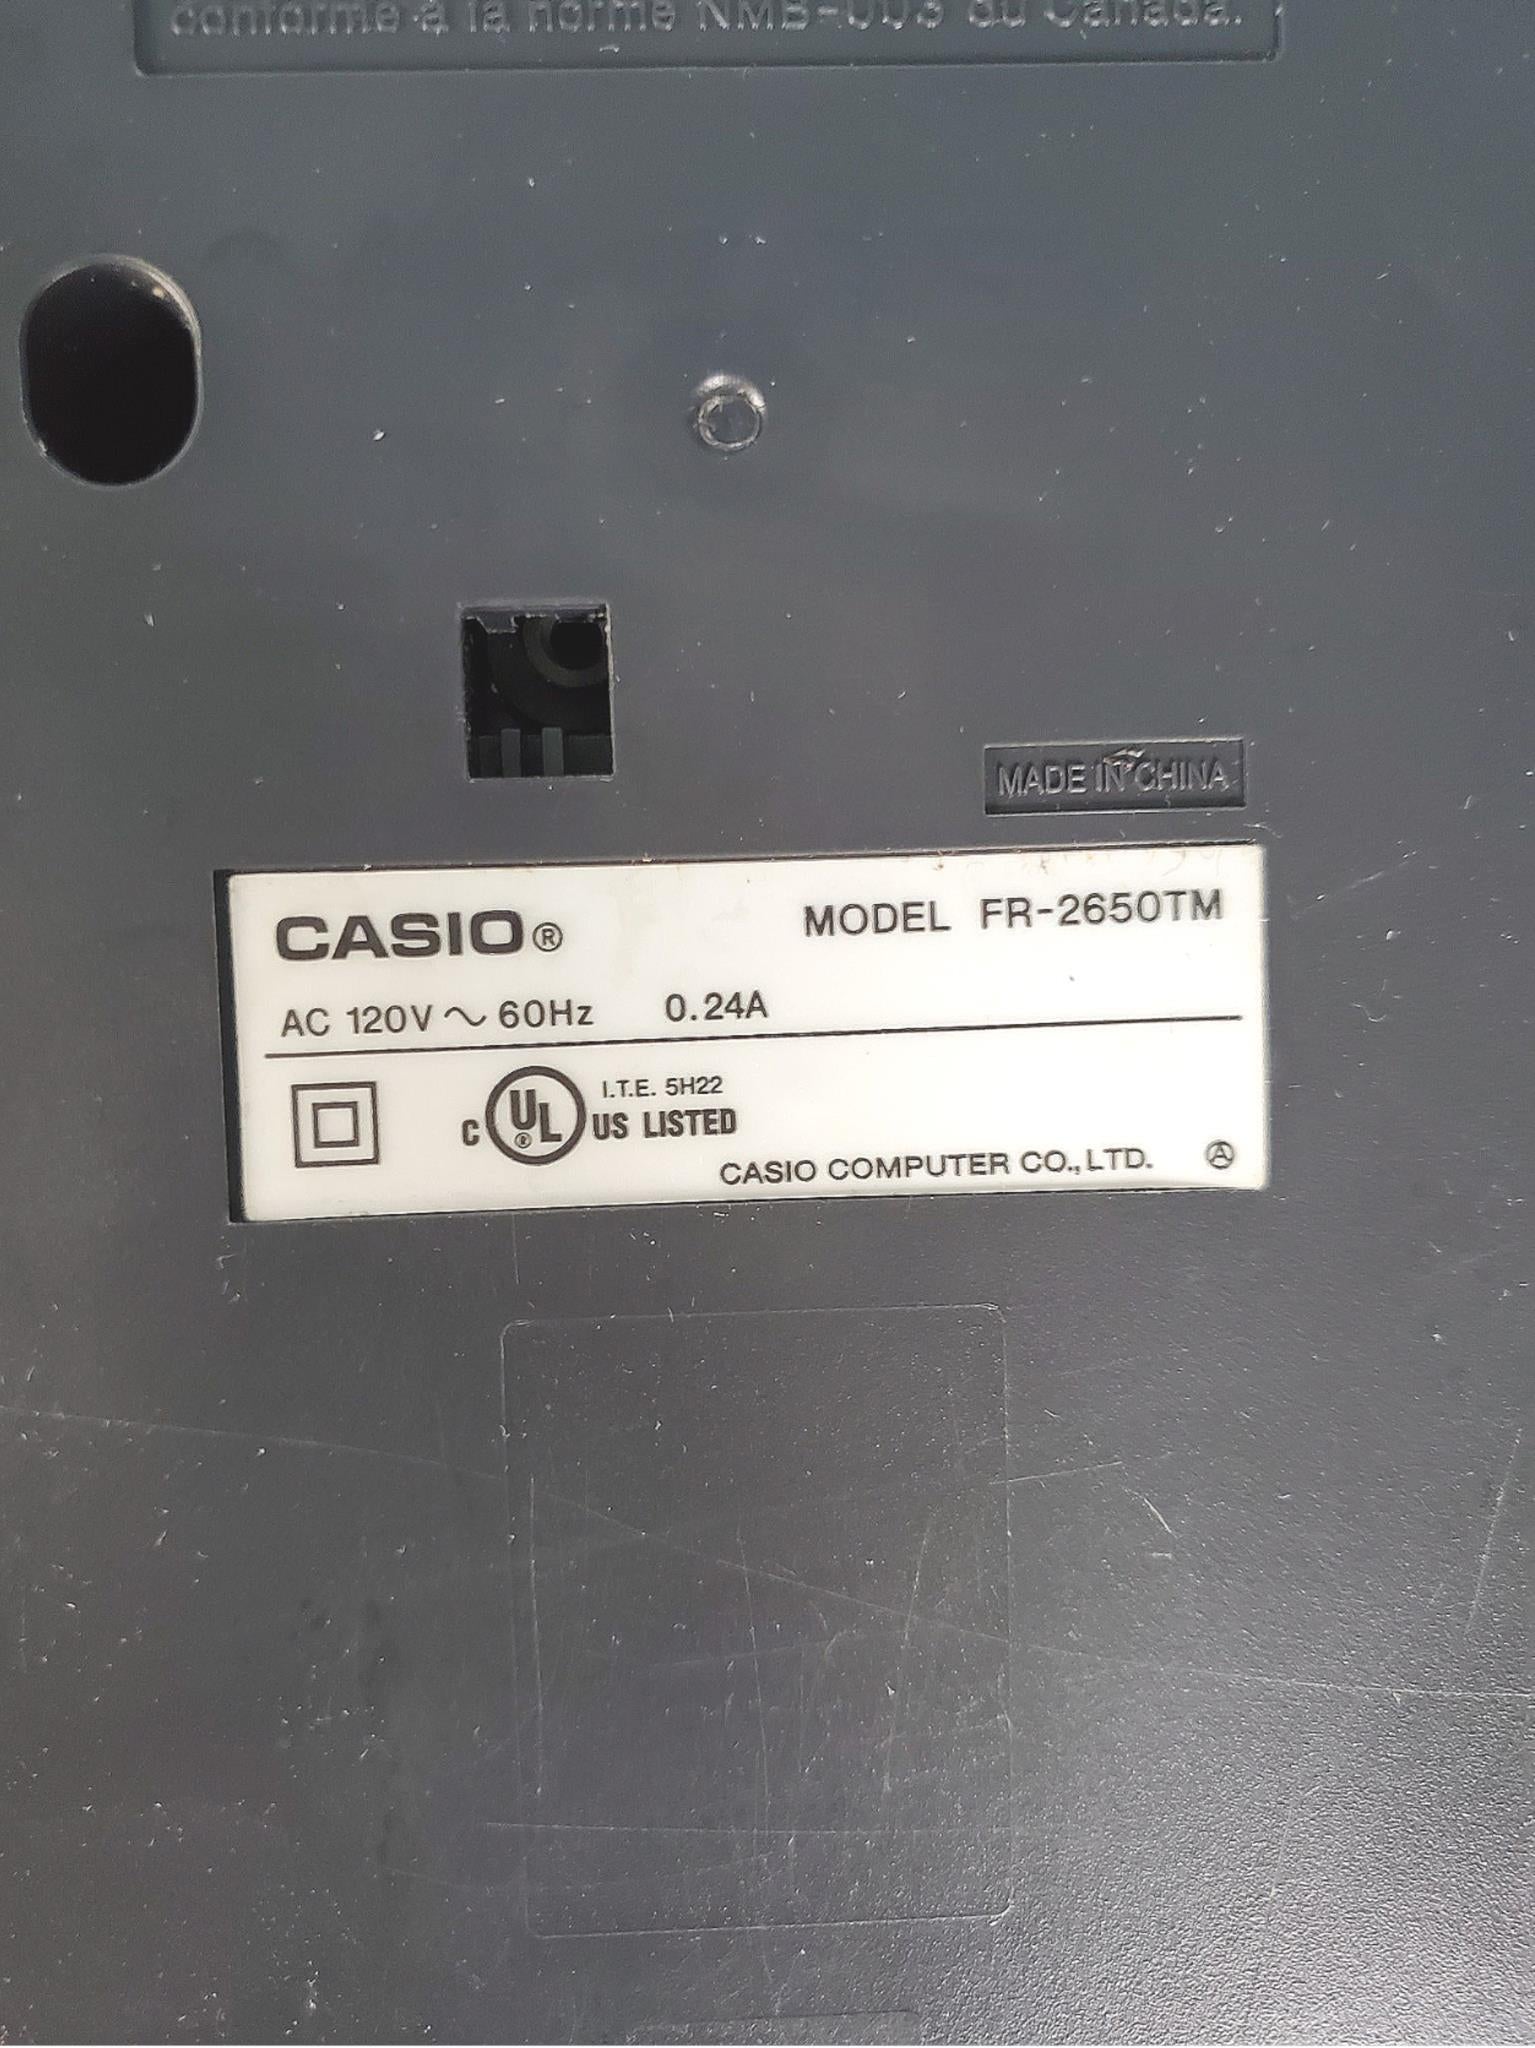 conforme à la norme NMB-003 du Canada.
MADE IN CHINA
CASIO® MODEL FR-2650TM
AC 120V ~ 60Hz 0.24A
I.T.E. 5H22
C UL® US LISTED
CASIO COMPUTER CO., LTD. Ⓐ